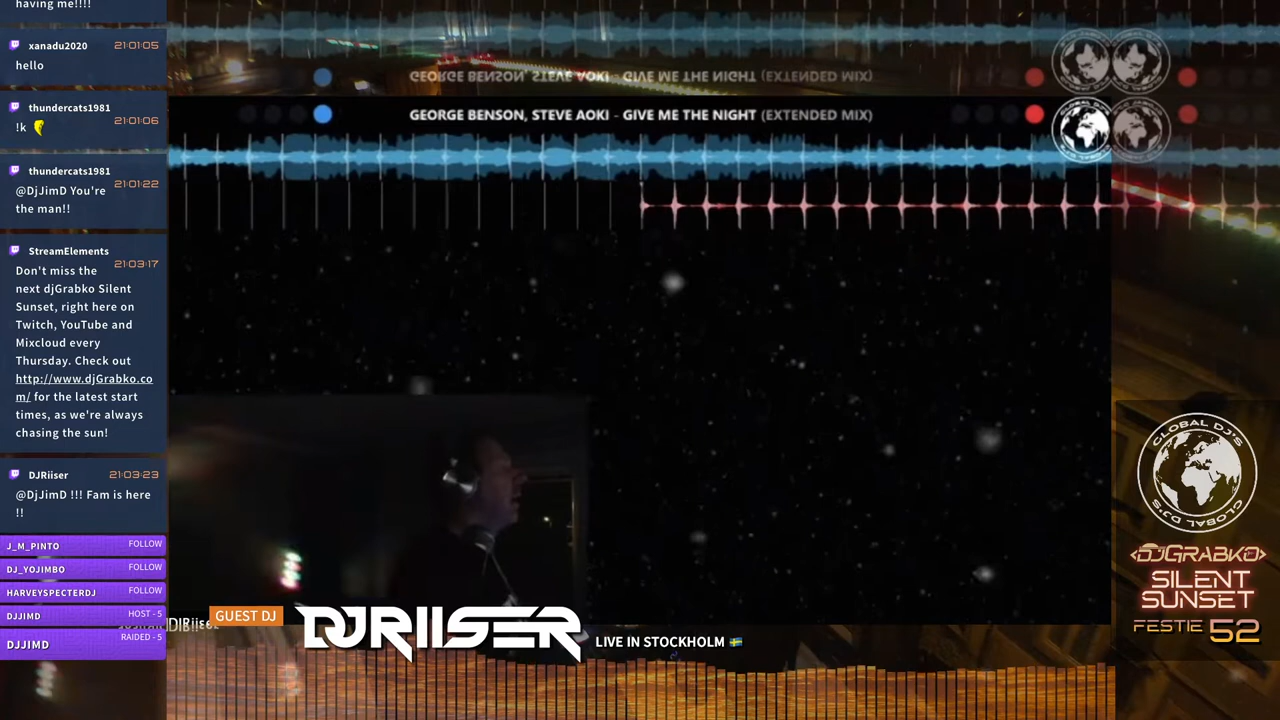 having me!!!!
xanadu2020 21:01:05
hello
thundercats1981
21:01:06
!k
thundercats1981
21:01:22
@DjJimD You're
the man!!
StreamElements
21:03:17
Don't miss the
next djGrabko Silent
Sunset, right here on
Twitch, YouTube and
Mixcloud every
Thursday. Check out
http://www.djGrabko.co
m/ for the latest start
times, as we're always
chasing the sun!
DJRiiser 21:03:23
@DjJimD !!! Fam is here
!!
J_M_PINTO FOLLOW
DJ_YOJIMBO FOLLOW
HARVEYSPECTERDJ FOLLOW
DJJIMD HOST - 5
DJJIMD RAIDED - 5
GEORGE BENSON, STEVE AOKI - GIVE ME THE NIGHT (EXTENDED MIX)
GEORGE BENSON, STEVE AOKI - GIVE ME THE NIGHT (EXTENDED MIX)
GUEST DJ
DJRIISER
LIVE IN STOCKHOLM
GLOBAL DJ'S
GLOBAL DJ'S
DJGRABKO
SILENT
SUNSET
FESTIE 52